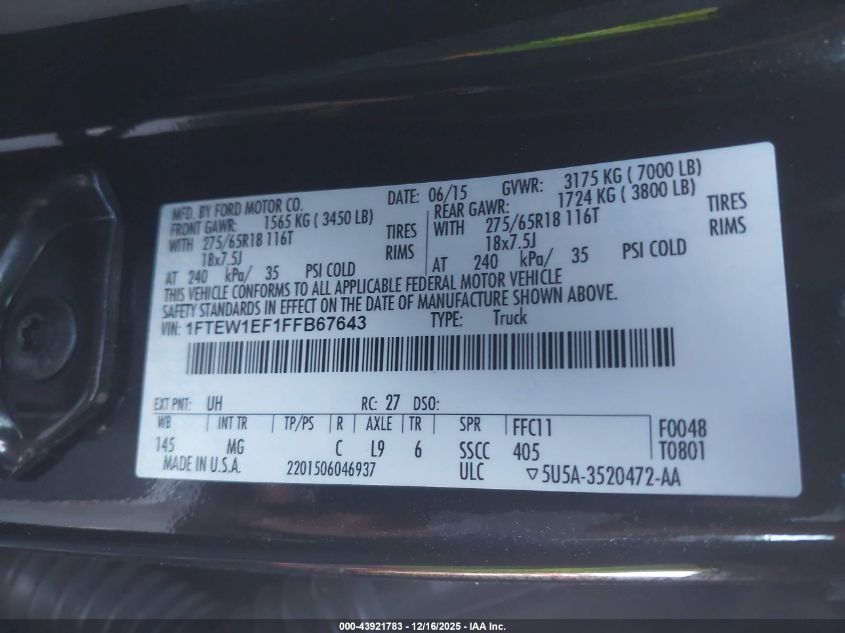 MFD. BY FORD MOTOR CO. DATE: 06/15 GVWR: 3175 KG ( 7000 LB)
FRONT GAWR: 1565 KG ( 3450 LB) REAR GAWR: 1724 KG ( 3800 LB)
WITH 275/65R18 116T TIRES WITH 275/65R18 116T TIRES
18x7.5J RIMS 18x7.5J RIMS
AT 240 kPa/ 35 PSI COLD AT 240 kPa/ 35 PSI COLD
THIS VEHICLE CONFORMS TO ALL APPLICABLE FEDERAL MOTOR VEHICLE
SAFETY STANDARDS IN EFFECT ON THE DATE OF MANUFACTURE SHOWN ABOVE.
VIN: 1FTEW1EF1FFB67643 TYPE: Truck
EXT PNT: UH RC: 27 DSO:
WB INT TR TP/PS R AXLE TR SPR FFC11 F0048
145 MG C L9 6 SSCC 405 T0801
MADE IN U.S.A. 2201506046937 ULC ▽5U5A-3520472-AA
000-43921783 - 12/16/2025 - IAA Inc.